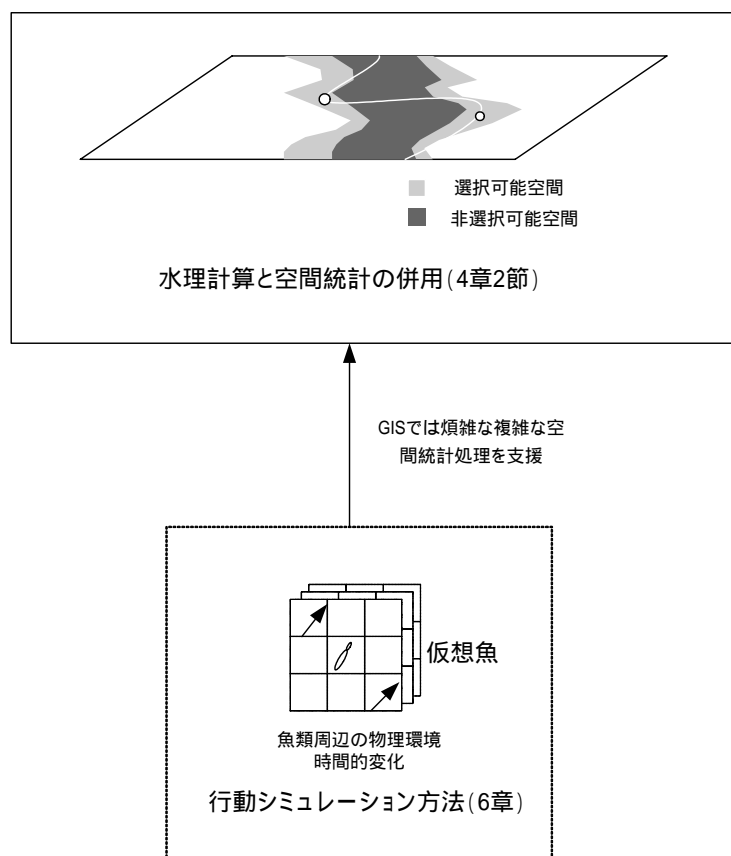 選択可能空間
非選択可能空間
水理計算と空間統計の併用(4章2節)
GISでは煩雑な複雑な空
間統計処理を支援
仮想魚
魚類周辺の物理環境
時間的変化
行動シミュレーション方法(6章)